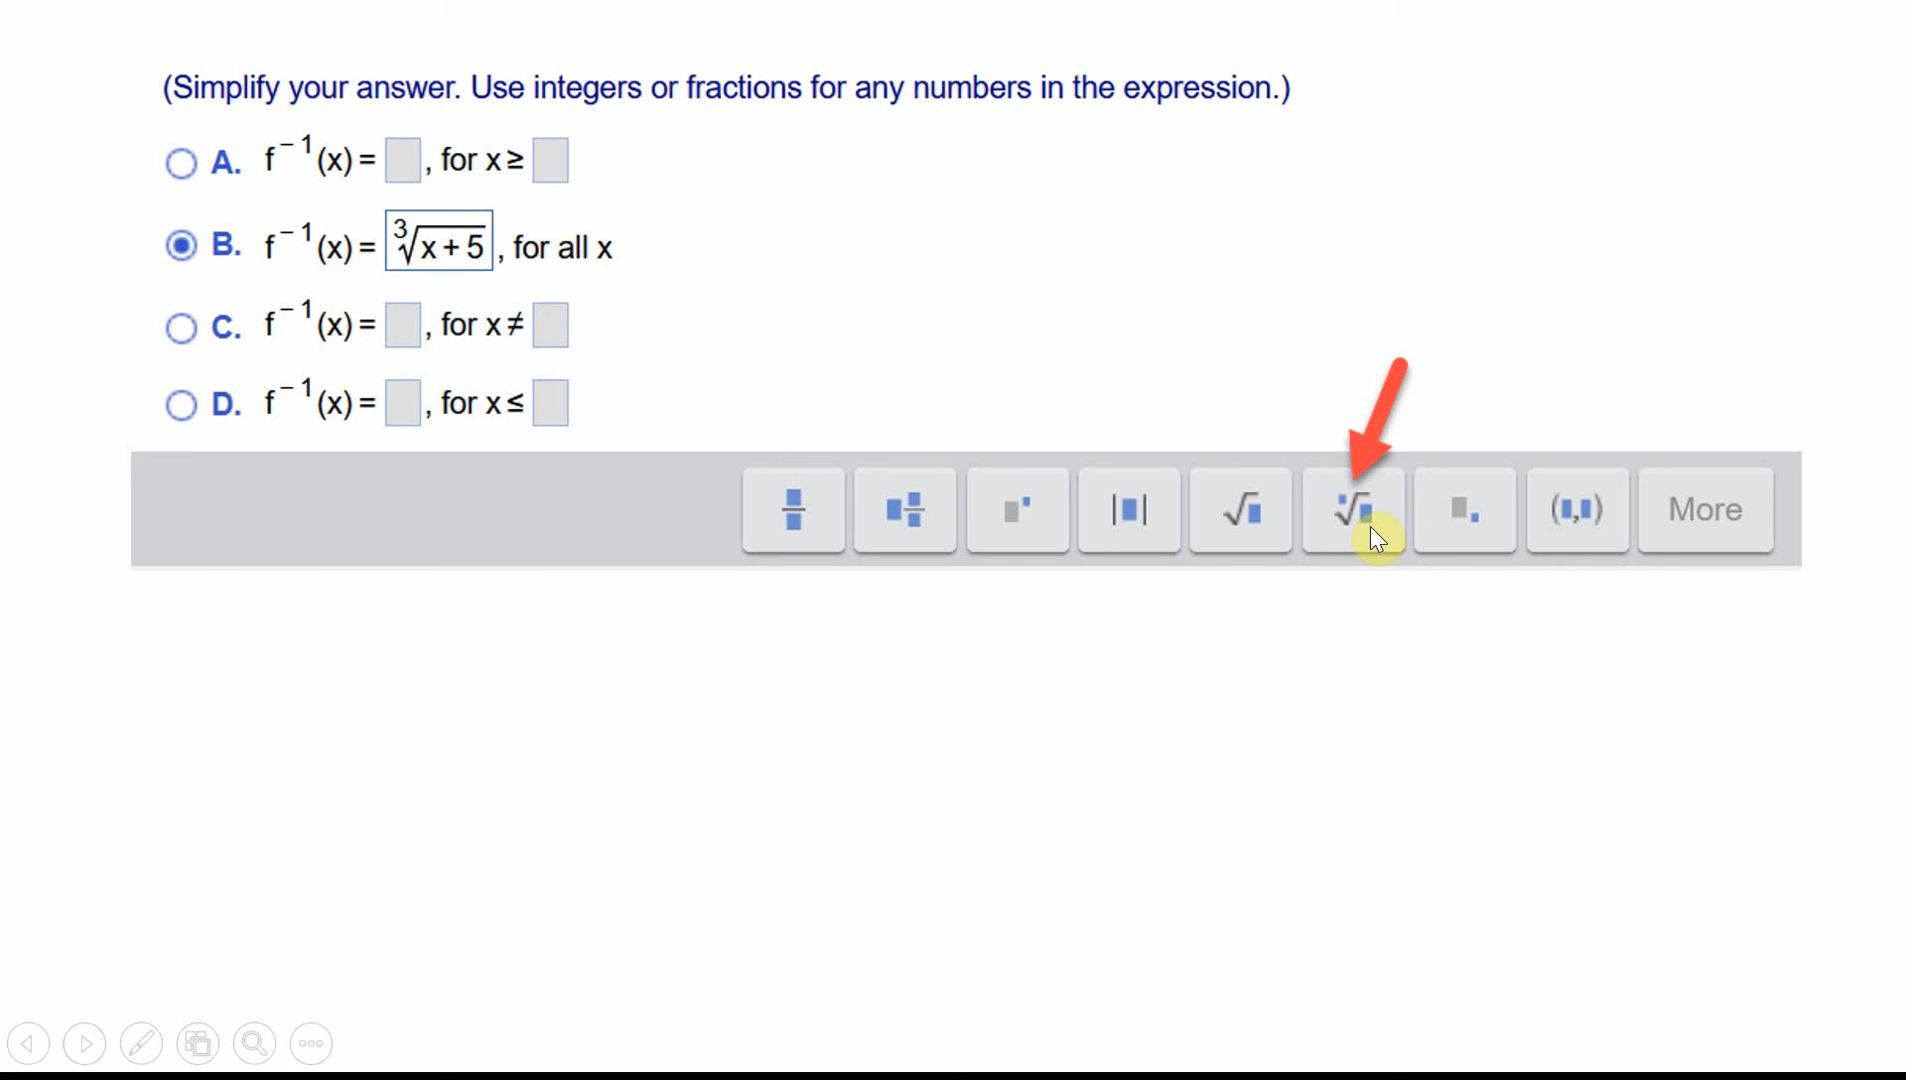 (Simplify your answer. Use integers or fractions for any numbers in the expression.)
A. f⁻¹(x) = , for x ≥
B. f⁻¹(x) = ∛(x + 5) , for all x
C. f⁻¹(x) = , for x ≠
D. f⁻¹(x) = , for x ≤
More